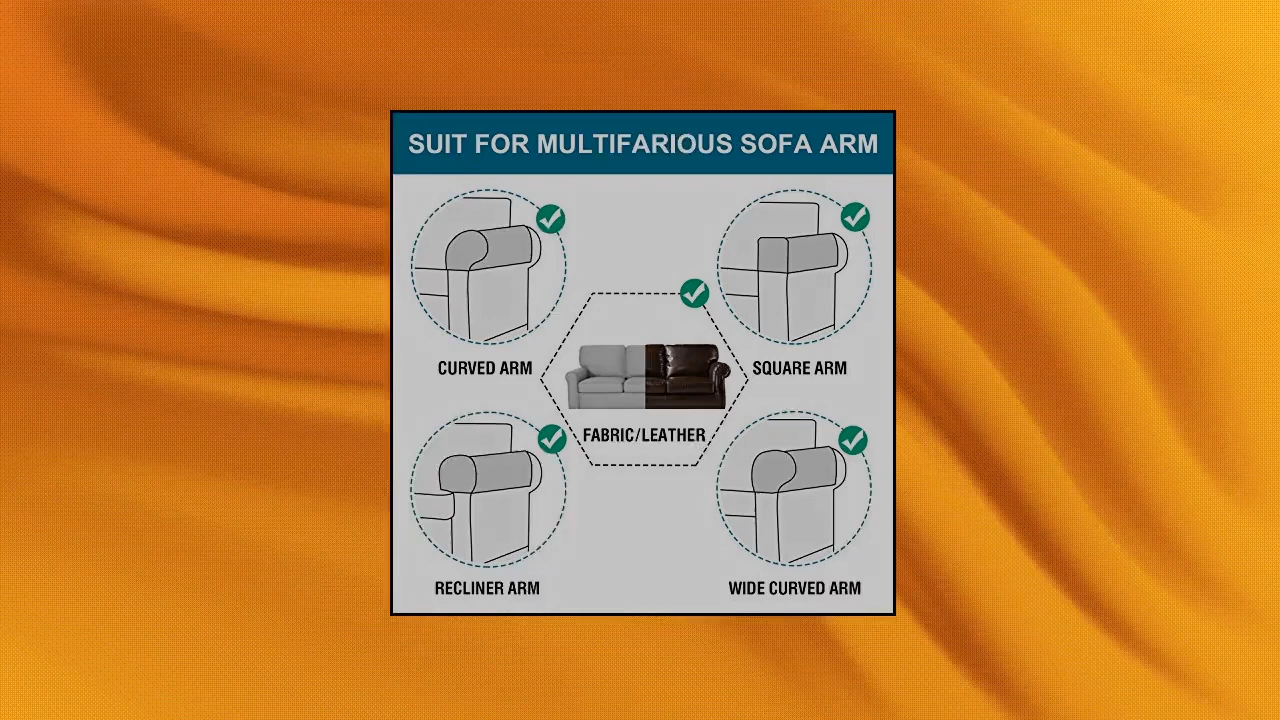 SUIT FOR MULTIFARIOUS SOFA ARM
CURVED ARM
SQUARE ARM
FABRIC/LEATHER
RECLINER ARM
WIDE CURVED ARM